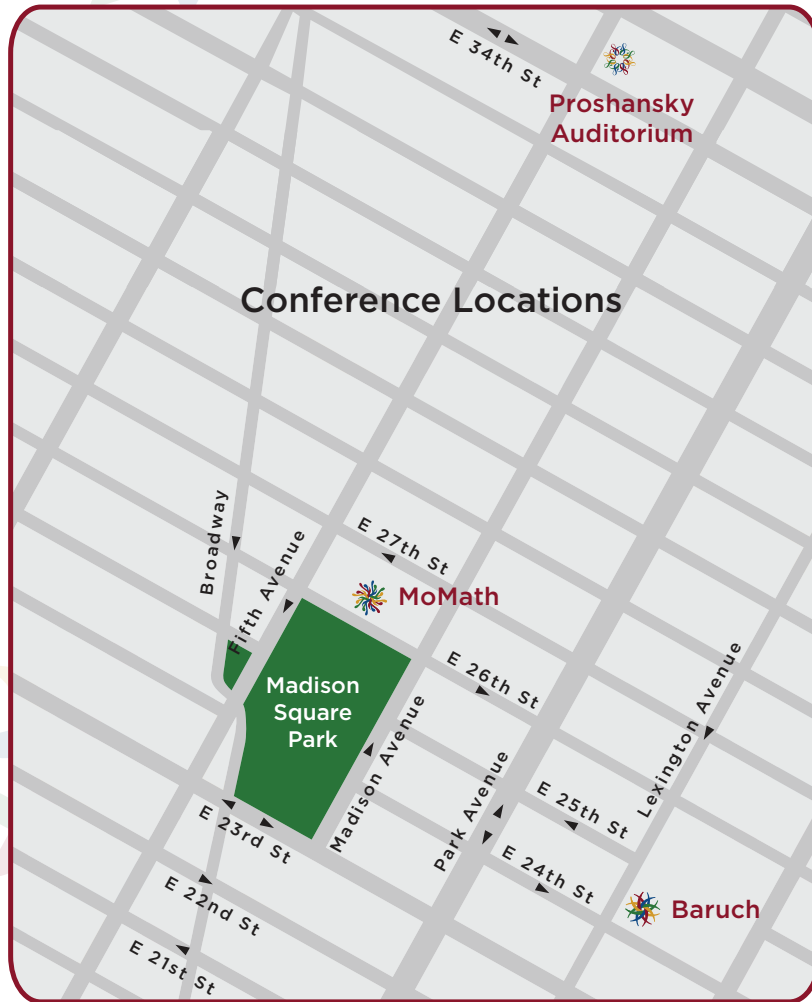 E 34th St
Proshansky
Auditorium
Conference Locations
Broadway
Fifth Avenue
E 27th St
MoMath
E 26th St
Madison
Square
Park
Madison Avenue
Lexington Avenue
Park Avenue
E 25th St
E 23rd St
E 24th St
E 22nd St
Baruch
E 21st St